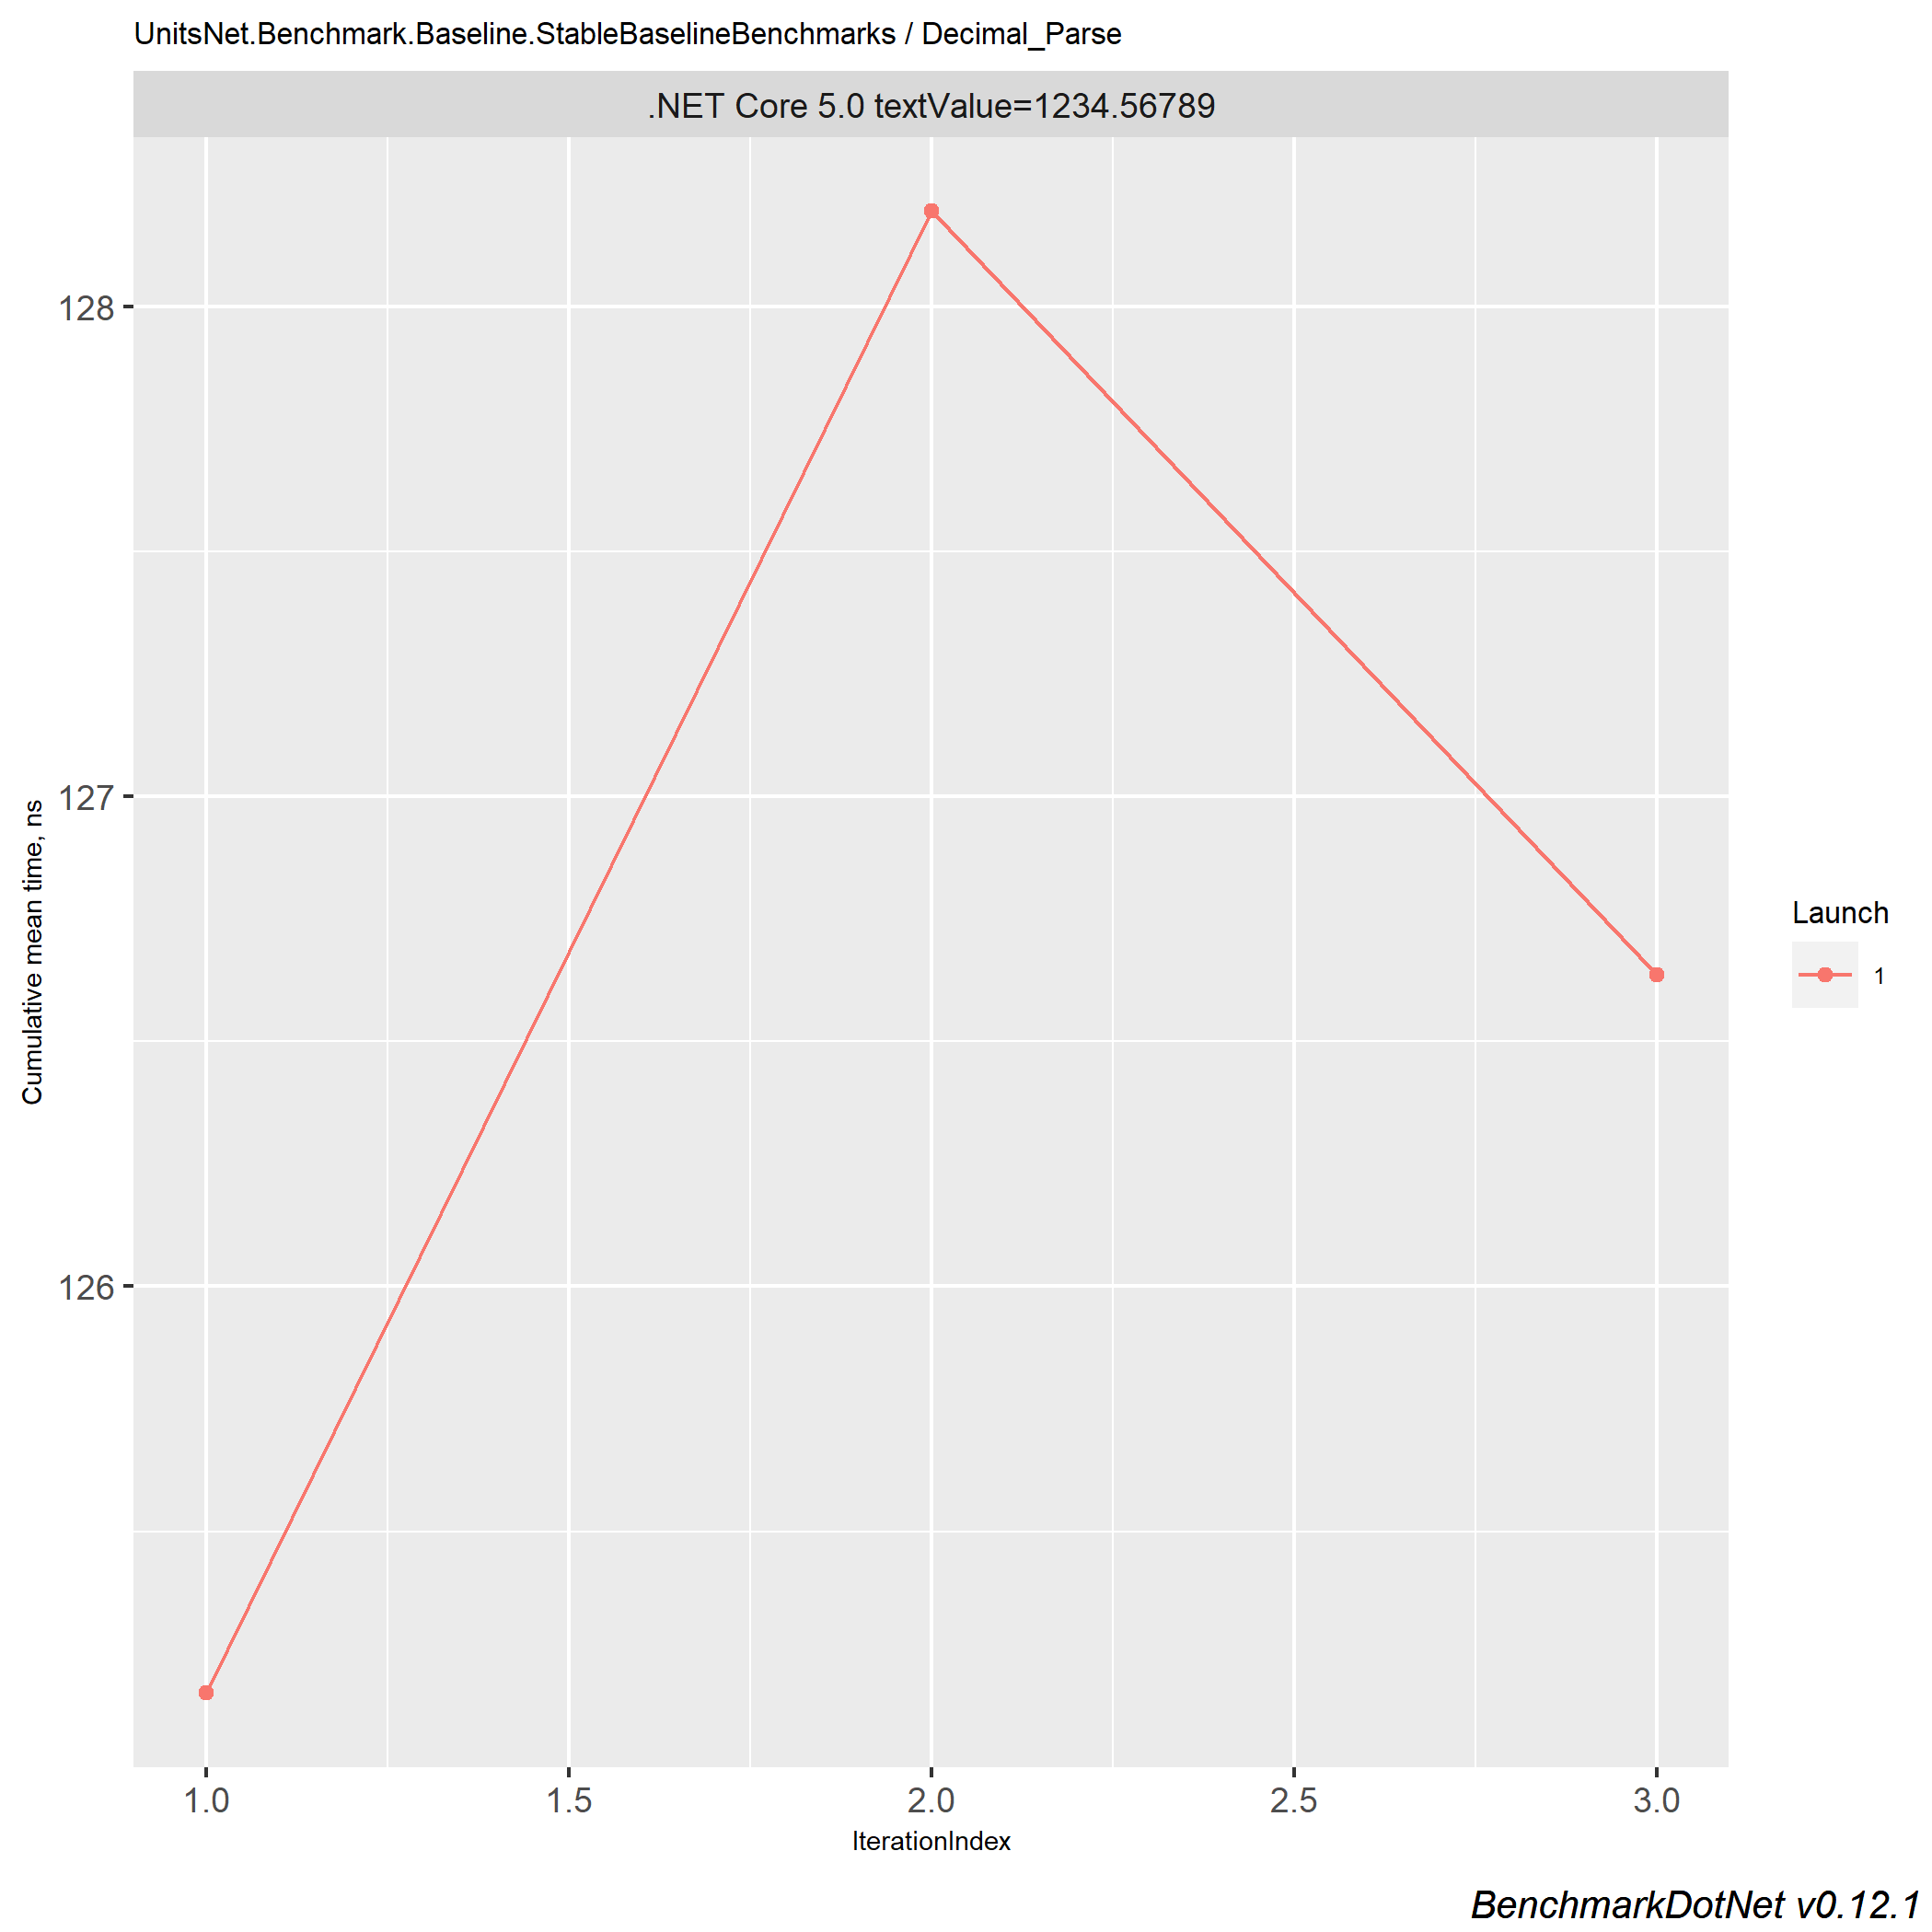 UnitsNet.Benchmark.Baseline.StableBaselineBenchmarks / Decimal_Parse
.NET Core 5.0 textValue=1234.56789
128
127
126
Cumulative mean time, ns
1.0 1.5 2.0 2.5 3.0
IterationIndex
Launch
1
BenchmarkDotNet v0.12.1